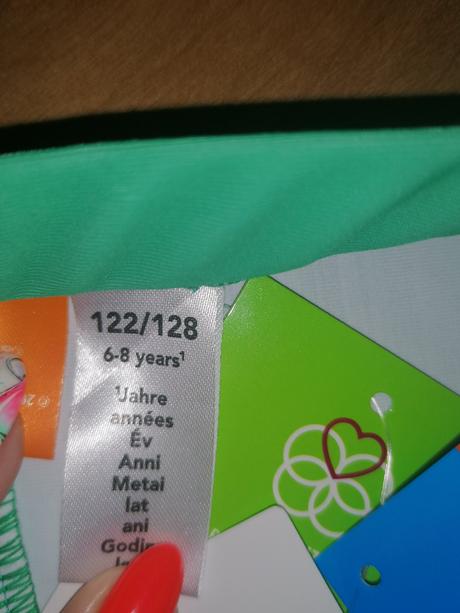 122/128
6-8 years¹
¹Jahre
années
Év
Anni
Metai
lat
ani